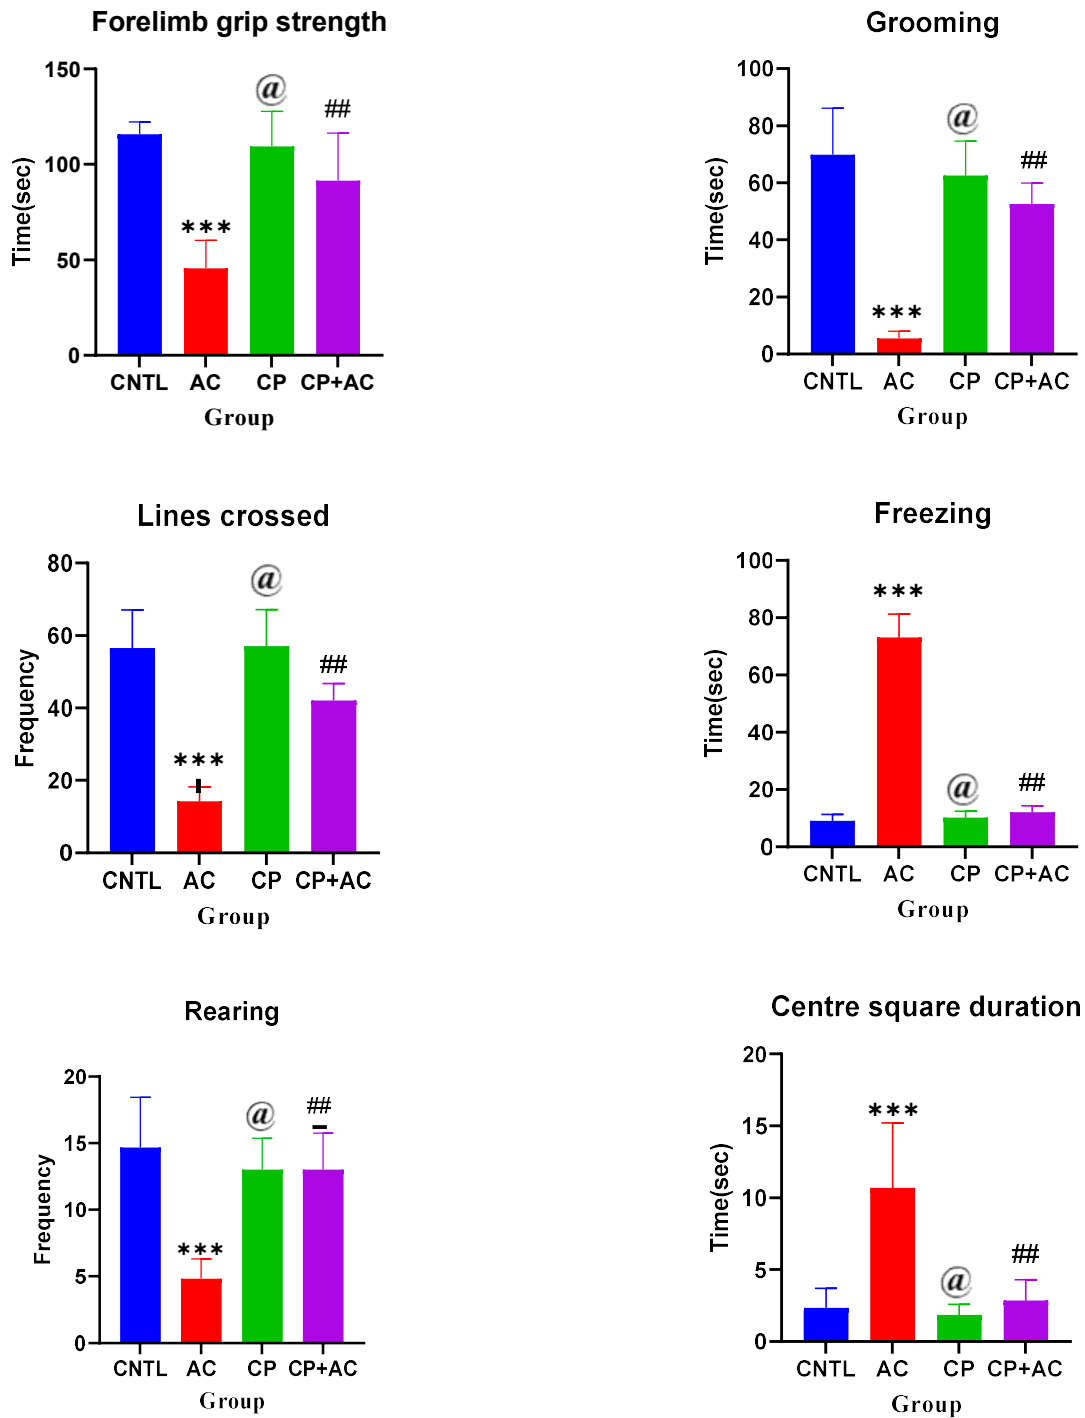 Forelimb grip strength
150
100
50
0
Time(sec)
***
@
##
CNTL AC CP CP+AC
Group
Grooming
100
80
60
40
20
0
Time(sec)
***
@
##
CNTL AC CP CP+AC
Group
Lines crossed
80
60
40
20
0
Frequency
***
@
##
CNTL AC CP CP+AC
Group
Freezing
100
80
60
40
20
0
Time(sec)
***
@
##
CNTL AC CP CP+AC
Group
Rearing
20
15
10
5
0
Frequency
***
@
##
CNTL AC CP CP+AC
Group
Centre square duration
20
15
10
5
0
Time(sec)
***
@
##
CNTL AC CP CP+AC
Group